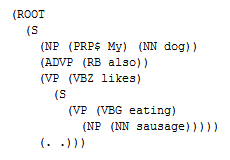 (ROOT
(S
(NP (PRP$ My) (NN dog))
(ADVP (RB also))
(VP (VBZ likes)
(S
(VP (VBG eating)
(NP (NN sausage)))))
(. .)))